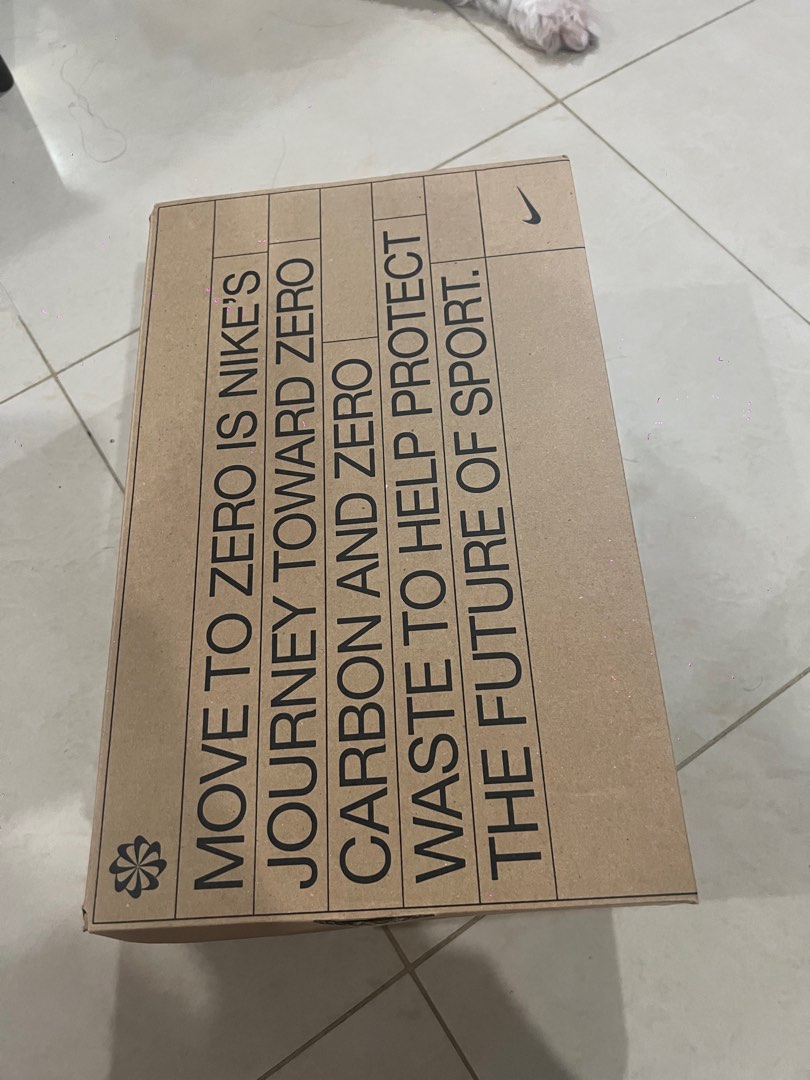 MOVE TO ZERO IS NIKE'S
JOURNEY TOWARD ZERO
CARBON AND ZERO
WASTE TO HELP PROTECT
THE FUTURE OF SPORT.